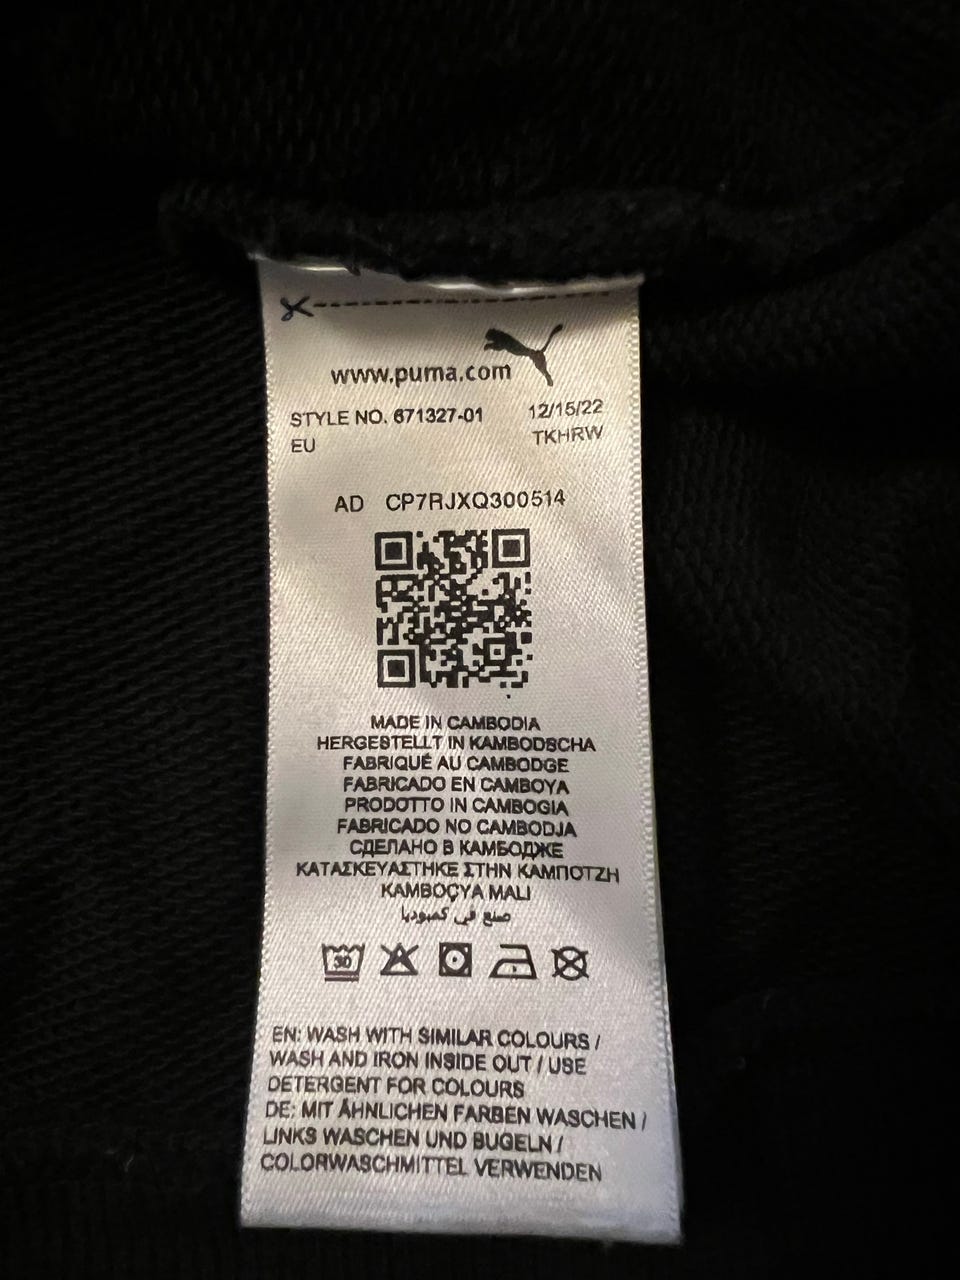 www.puma.com
STYLE NO. 671327-01 12/15/22
EU TKHRW
AD CP7RJXQ300514
MADE IN CAMBODIA
HERGESTELLT IN KAMBODSCHA
FABRIQUÉ AU CAMBODGE
FABRICADO EN CAMBOYA
PRODOTTO IN CAMBOGIA
FABRICADO NO CAMBODJA
СДЕЛАНО В КАМБОДЖЕ
ΚΑΤΑΣΚΕΥΑΣΤΗΚΕ ΣΤΗΝ ΚΑΜΠΟΤΖΗ
KAMBOÇYA MALI
صنع في كمبوديا
30
EN: WASH WITH SIMILAR COLOURS /
WASH AND IRON INSIDE OUT / USE
DETERGENT FOR COLOURS
DE: MIT ÄHNLICHEN FARBEN WASCHEN /
LINKS WASCHEN UND BUGELN /
COLORWASCHMITTEL VERWENDEN